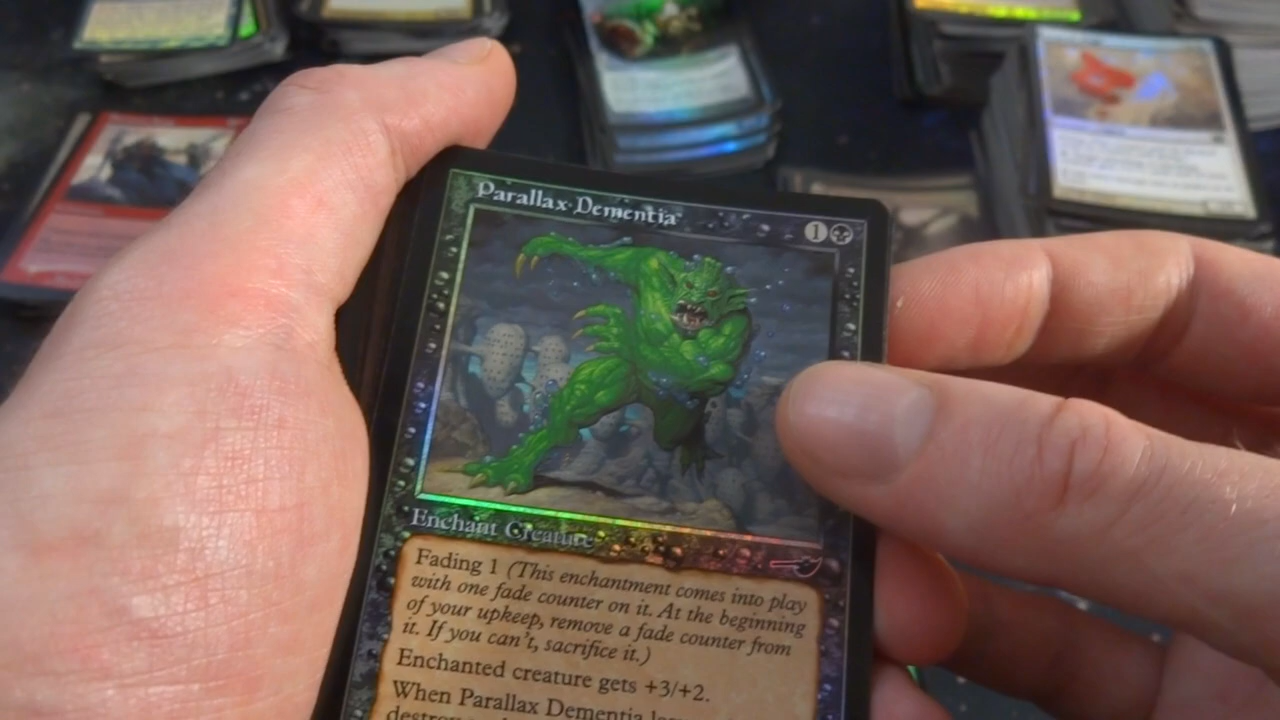 Parallax Dementia
1
Enchant Creature
Fading 1 (This enchantment comes into play
with one fade counter on it. At the beginning
of your upkeep, remove a fade counter from
it. If you can't, sacrifice it.)
Enchanted creature gets +3/+2.
When Parallax Dementia
destroy